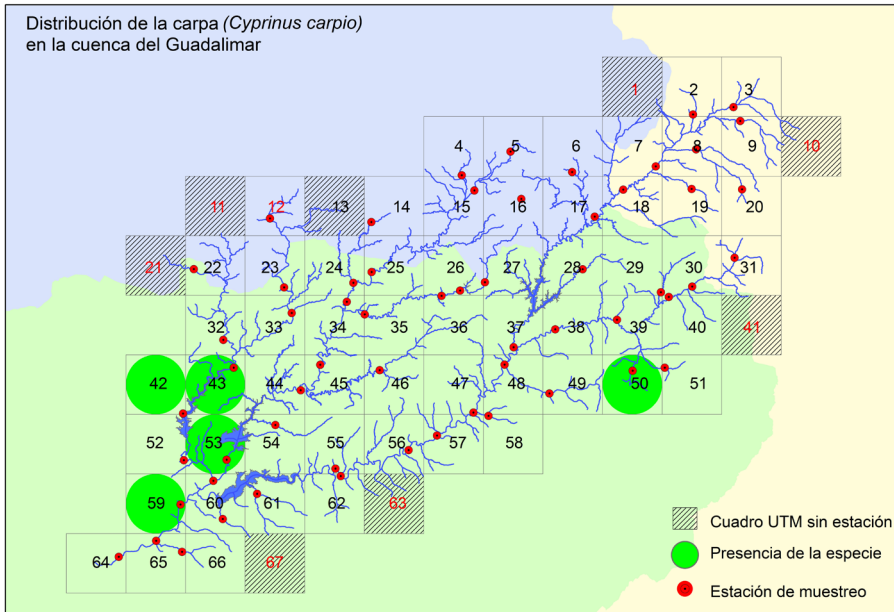 Distribución de la carpa (Cyprinus carpio)
en la cuenca del Guadalimar
1 2 3
4 5 6 7 8 9 10
11 12 13 14 15 16 17 18 19 20
21 22 23 24 25 26 27 28 29 30 31
32 33 34 35 36 37 38 39 40 41
42 43 44 45 46 47 48 49 50 51
52 53 54 55 56 57 58
59 60 61 62 63
64 65 66 67
Cuadro UTM sin estación
Presencia de la especie
Estación de muestreo